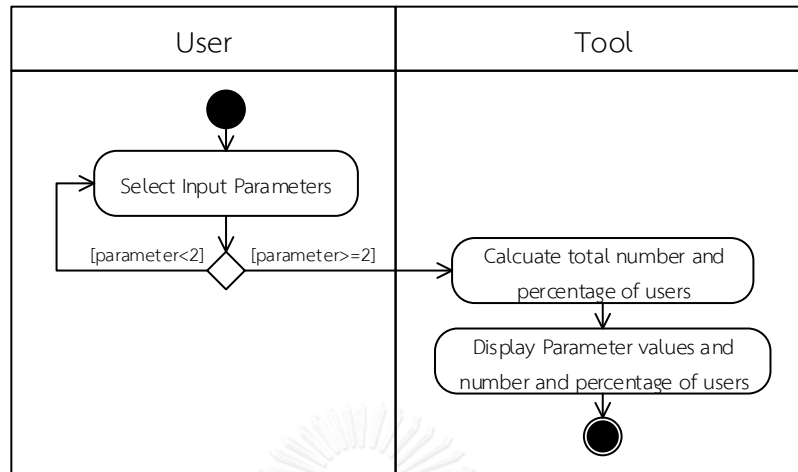 User
Tool
Select Input Parameters
[parameter<2]
[parameter>=2]
Calcuate total number and
percentage of users
Display Parameter values and
number and percentage of users